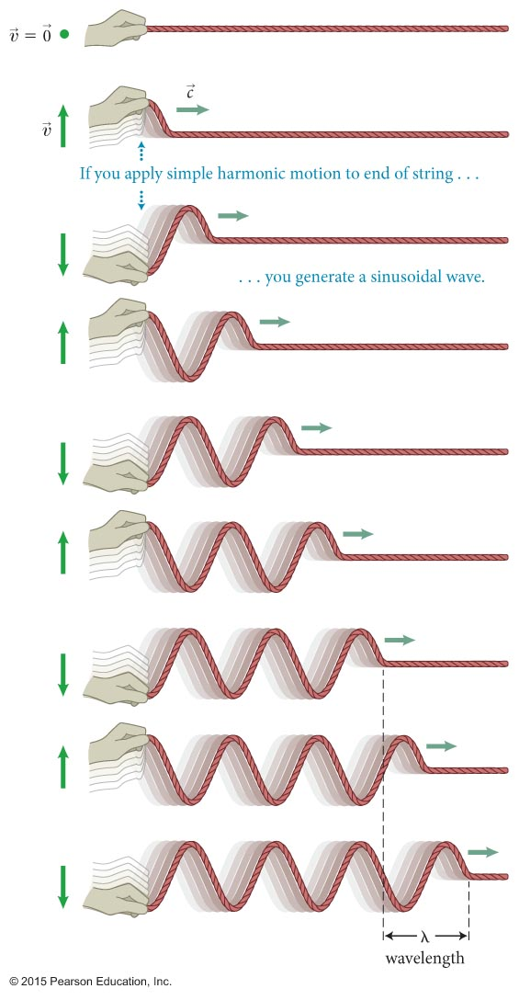 v⃗ = 0⃗
c⃗
v⃗
If you apply simple harmonic motion to end of string . . .
. . . you generate a sinusoidal wave.
λ
wavelength
© 2015 Pearson Education, Inc.